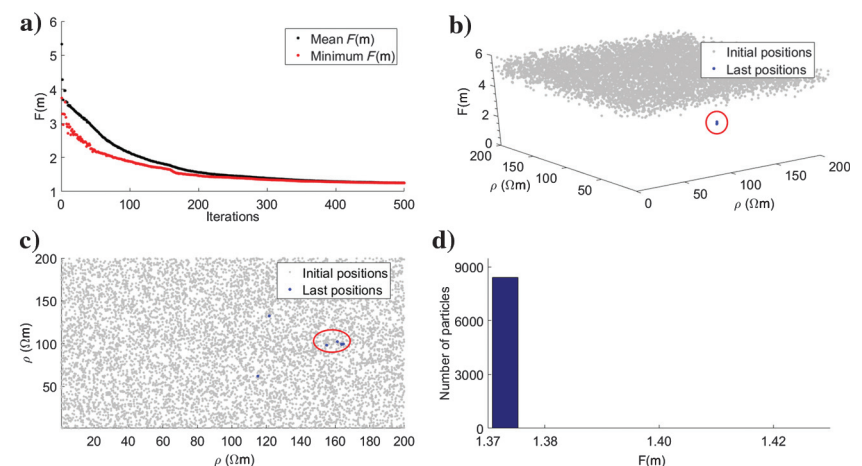 a)
6
5
4
3
2
1
F(m)
0
100
200
300
400
500
Iterations
Mean F(m)
Minimum F(m)
b)
6
4
2
0
F(m)
200
150
100
50
ρ (Ωm)
0
50
100
150
200
ρ (Ωm)
Initial positions
Last positions
c)
200
150
100
50
ρ (Ωm)
20
40
60
80
100
120
140
160
180
200
ρ (Ωm)
Initial positions
Last positions
d)
9000
6000
3000
0
Number of particles
1.37
1.38
1.40
1.42
F(m)